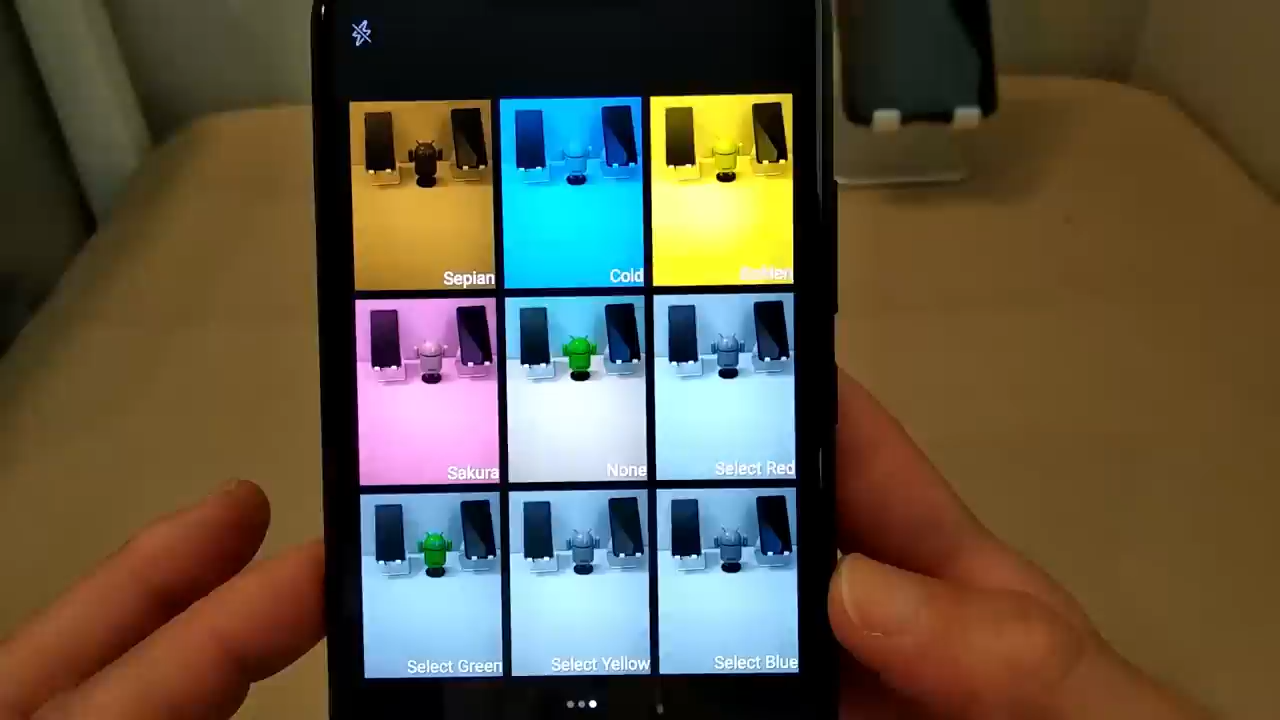 Sepian
Cold
Sakura
None
Select Red
Select Green
Select Yellow
Select Blue